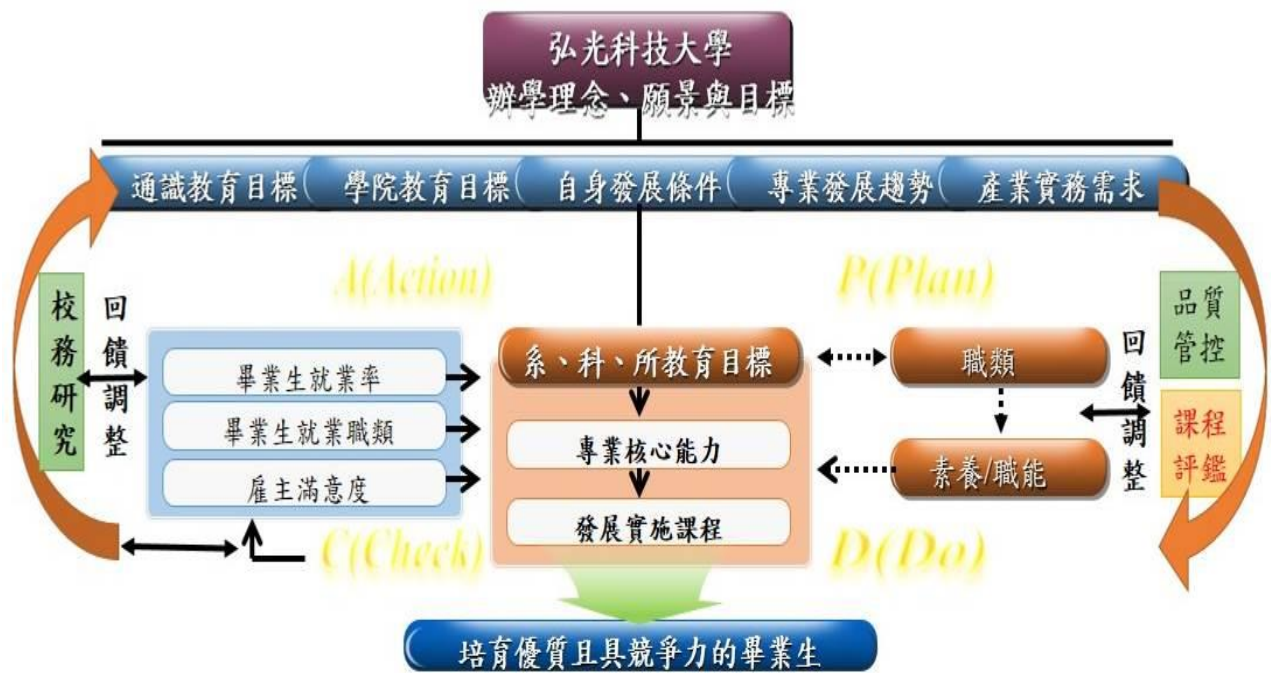 弘光科技大學
辦學理念、願景與目標
通識教育目標
學院教育目標
自身發展條件
專業發展趨勢
產業實務需求
A(Action)
P(Plan)
校務研究
回饋調整
畢業生就業率
畢業生就業職類
雇主滿意度
系、科、所教育目標
專業核心能力
發展實施課程
職類
素養/職能
回饋調整
品質
管控
課程
評鑑
C(Check)
D(Do)
培育優質且具競爭力的畢業生